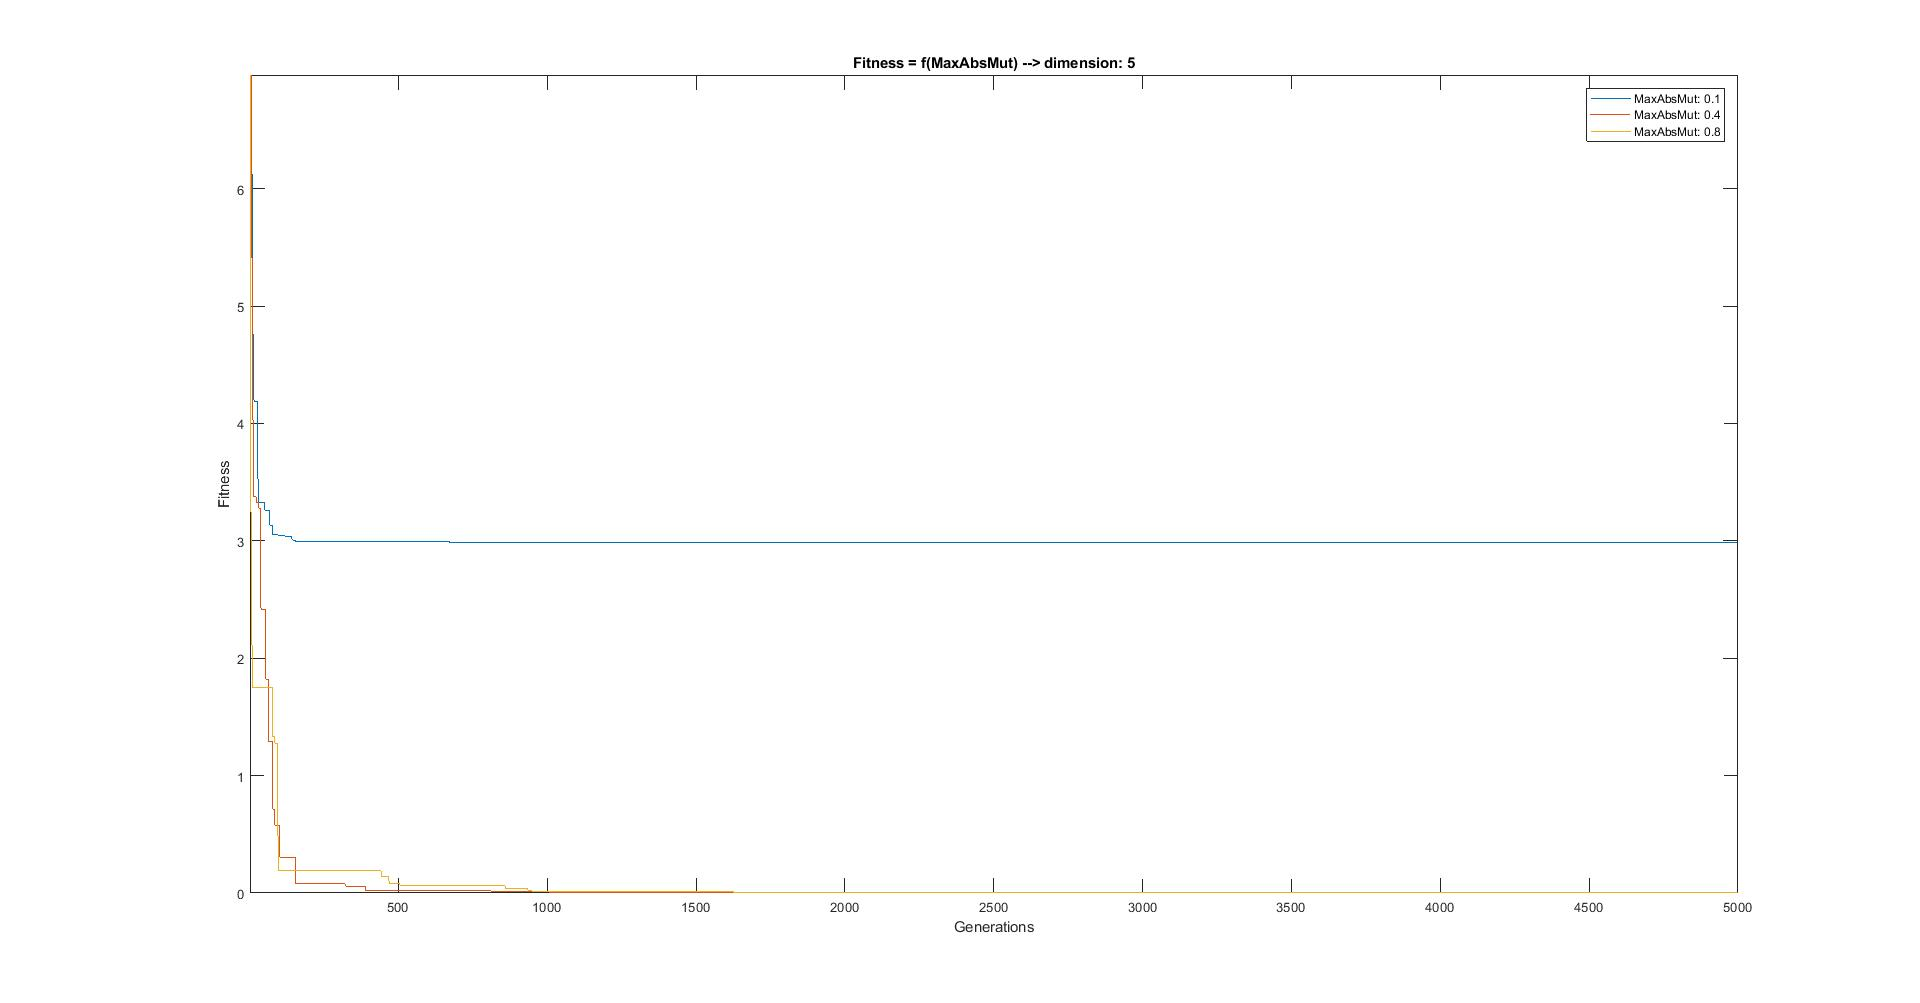 Fitness = f(MaxAbsMut) --> dimension: 5
MaxAbsMut: 0.1
MaxAbsMut: 0.4
MaxAbsMut: 0.8
6
5
4
3
2
1
0
Fitness
500 1000 1500 2000 2500 3000 3500 4000 4500 5000
Generations